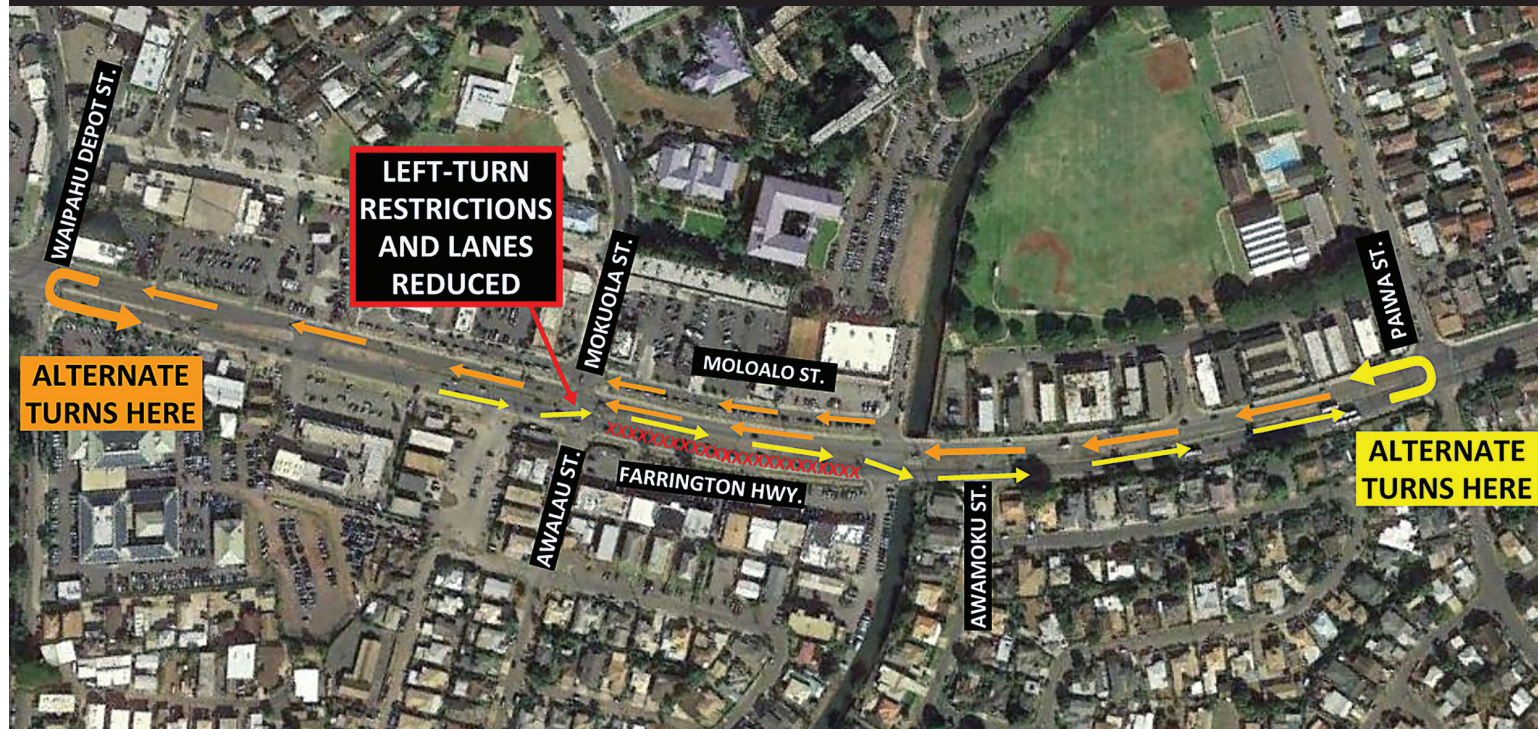 WAIPAHU DEPOT ST.
LEFT-TURN
RESTRICTIONS
AND LANES
REDUCED
MOKUOLA ST.
MOLOALO ST.
PAIWA ST.
ALTERNATE
TURNS HERE
XXXXXXXXXXXXXXXXXXXXXXXX
FARRINGTON HWY.
AWALAU ST.
AWAMOKU ST.
ALTERNATE
TURNS HERE